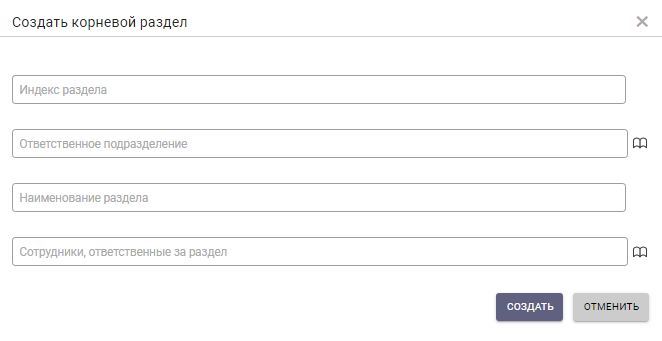 Создать корневой раздел
Индекс раздела
Ответственное подразделение
Наименование раздела
Сотрудники, ответственные за раздел
СОЗДАТЬ
ОТМЕНИТЬ